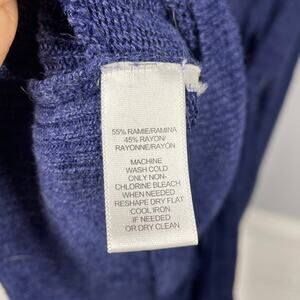 55% RAMIE/RAMINA
45% RAYON/
RAYONNE/RAYÓN
MACHINE
WASH COLD
ONLY NON-
CHLORINE BLEACH
WHEN NEEDED
RESHAPE DRY FLAT
COOL IRON
IF NEEDED
OR DRY CLEAN